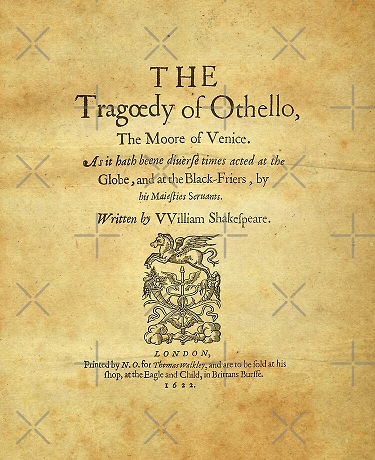 THE
Tragœdy of Othello,
The Moore of Venice.
As it hath beene diuerſe times acted at the
Globe, and at the Black-Friers, by
his Maieſties Seruants.
Written by VVilliam Shakeſpeare.
LONDON,
Printed by N. O. for Thomas Walkley, and are to be ſold at his
ſhop, at the Eagle and Child, in Brittans Burſſe.
1622.